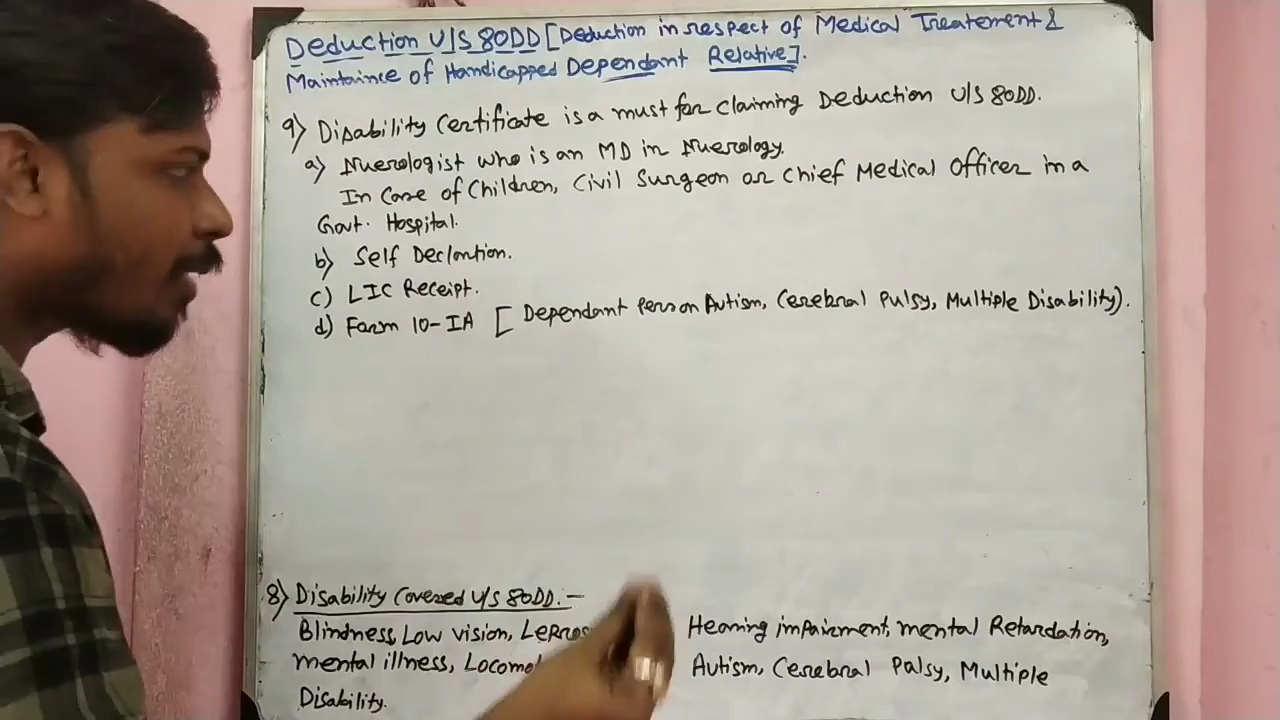 Deduction U/S 80DD [Deduction in respect of Medical Treatement &
Maintaince of Handicapped Dependant Relative].
9) Disability Certificate is a must for claiming Deduction U/S 80DD.
a) Nuerologist who is an MD in Nuerology.
In Case of Children, Civil Surgeon or Chief Medical Officer in a
Govt. Hospital.
b) Self Declartion.
c) LIC Receipt.
d) Form 10-IA [Dependant Person Autism, Cerebral Pulsy, Multiple Disability).
8) Disability Covered U/S 80DD. -
Blindness, Low vision, Hearing impairment, mental Retardation,
mental illness, Autism, Cerebral Palsy, Multiple
Disability.